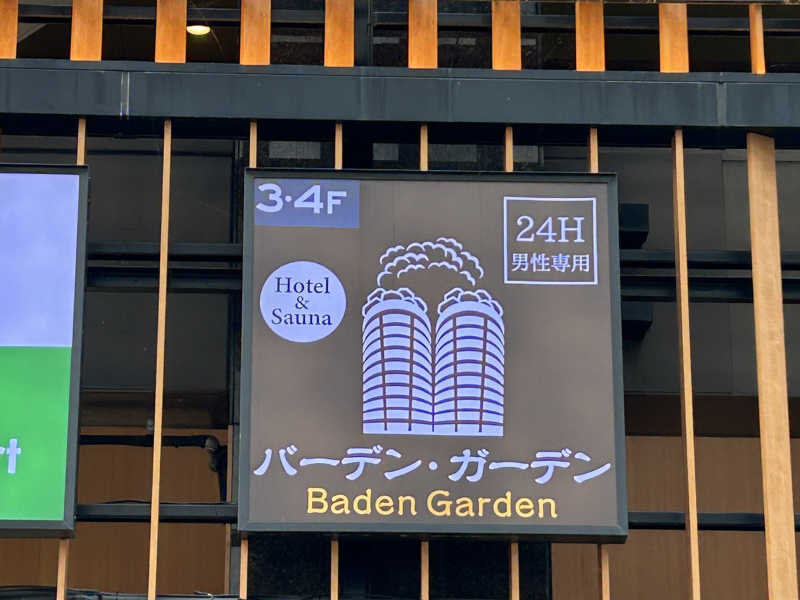 3·4F
24H
男性専用
Hotel
&
Sauna
バーデン・ガーデン
Baden Garden